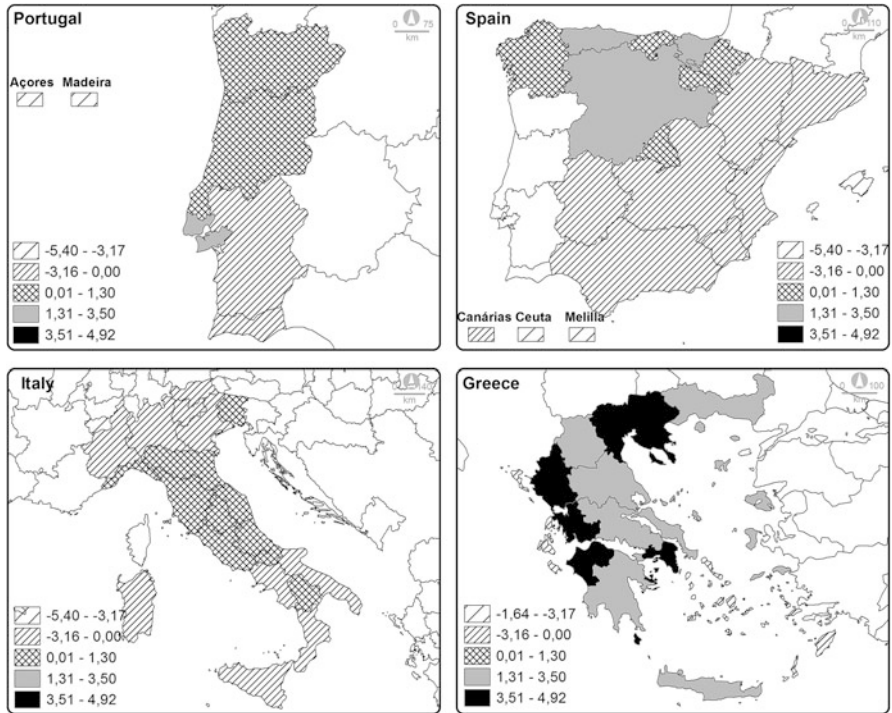 Portugal
0 75
km
Açores Madeira
-5,40 - -3,17
-3,16 - 0,00
0,01 - 1,30
1,31 - 3,50
3,51 - 4,92
Spain
0 110
km
Canárias Ceuta Melilla
-5,40 - -3,17
-3,16 - 0,00
0,01 - 1,30
1,31 - 3,50
3,51 - 4,92
Italy
0 140
km
-5,40 - -3,17
-3,16 - 0,00
0,01 - 1,30
1,31 - 3,50
3,51 - 4,92
Greece
0 100
km
-1,64 - -3,17
-3,16 - 0,00
0,01 - 1,30
1,31 - 3,50
3,51 - 4,92